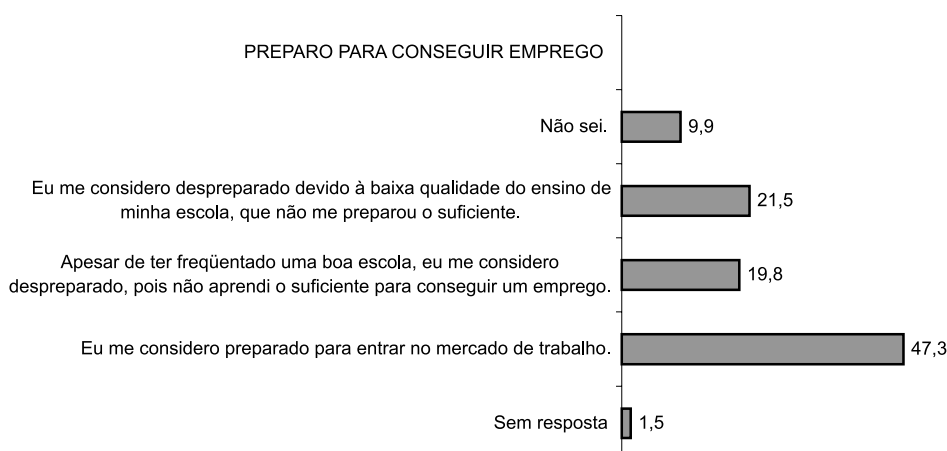 PREPARO PARA CONSEGUIR EMPREGO
Não sei.
9,9
Eu me considero despreparado devido à baixa qualidade do ensino de
minha escola, que não me preparou o suficiente.
21,5
Apesar de ter freqüentado uma boa escola, eu me considero
despreparado, pois não aprendi o suficiente para conseguir um emprego.
19,8
Eu me considero preparado para entrar no mercado de trabalho.
47,3
Sem resposta
1,5